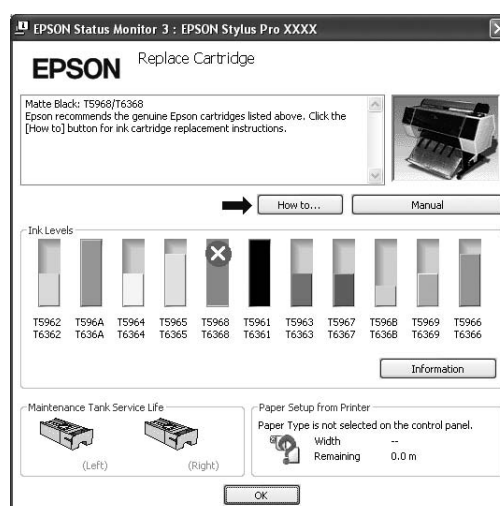 EPSON Status Monitor 3 : EPSON Stylus Pro XXXX
EPSON
Replace Cartridge
Matte Black: T5968/T6368
Epson recommends the genuine Epson cartridges listed above. Click the
[How to] button for ink cartridge replacement instructions.
How to...
Manual
Ink Levels
T5962 T596A T5964 T5965 T5968 T5961 T5963 T5967 T596B T5969 T5966
T6362 T636A T6364 T6365 T6368 T6361 T6363 T6367 T636B T6369 T6366
Information
Maintenance Tank Service Life
(Left)
(Right)
Paper Setup from Printer
Paper Type is not selected on the control panel.
Width --
Remaining 0.0 m
OK